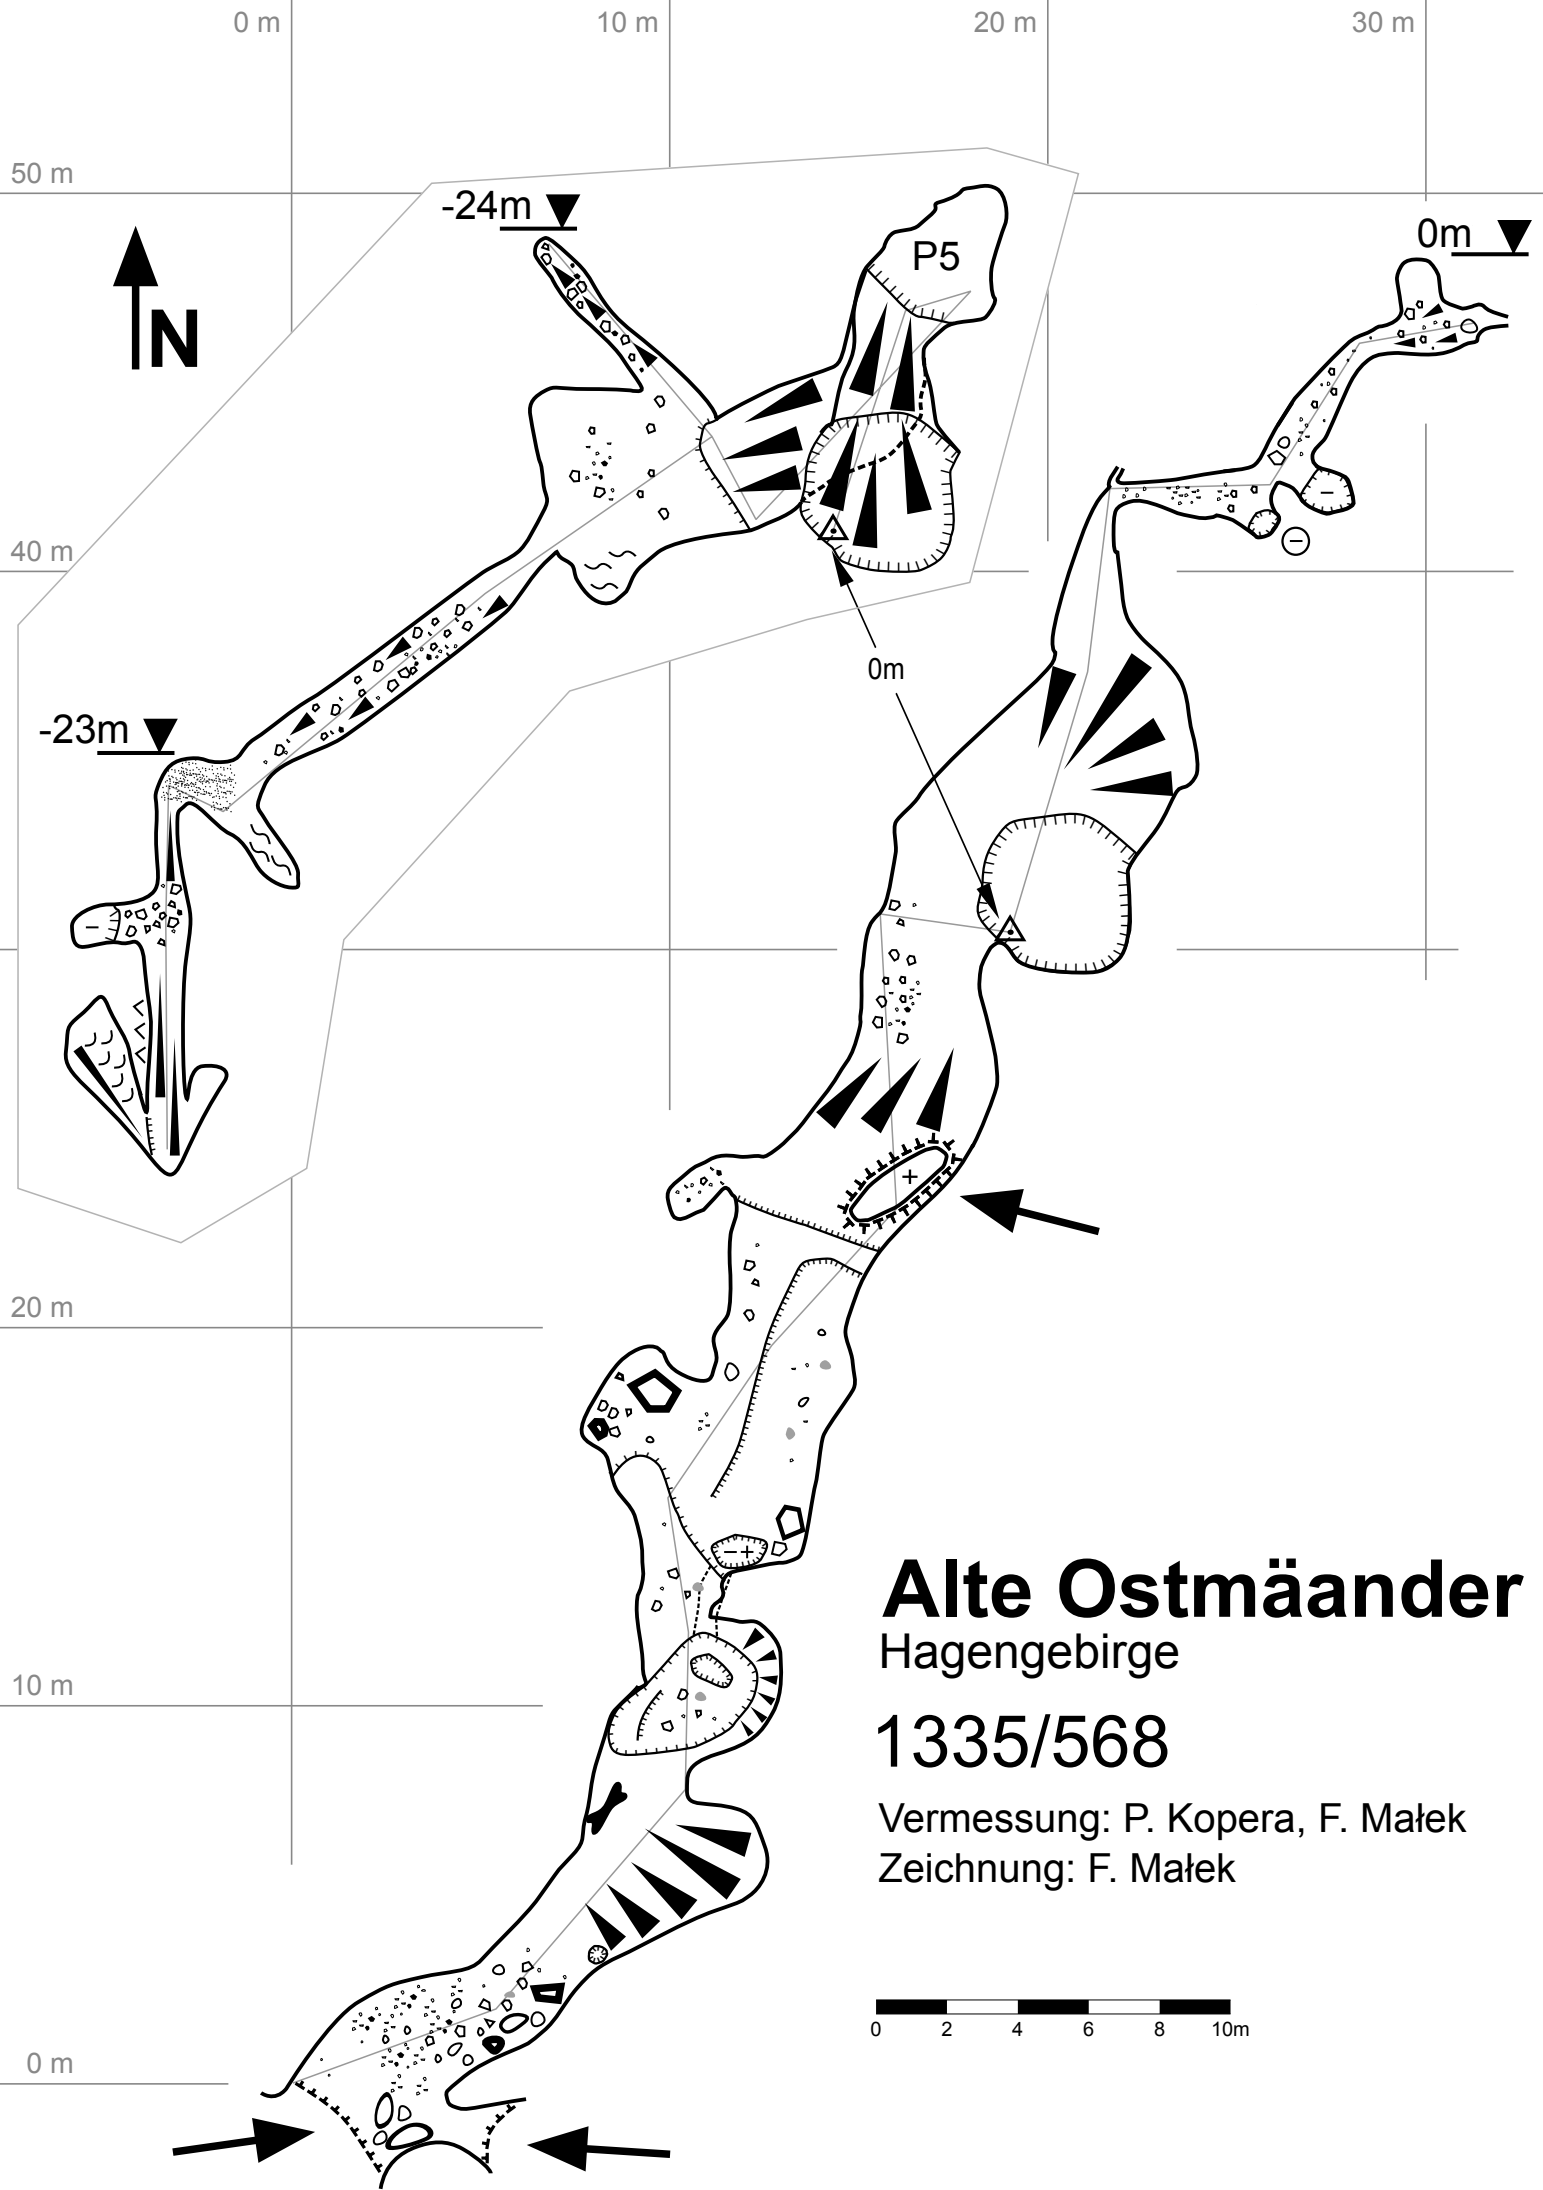 0 m
10 m
20 m
30 m
50 m
-24m
P5
0m
N
40 m
0m
-23m
20 m
10 m
Alte Ostmäander
Hagengebirge
1335/568
Vermessung: P. Kopera, F. Małek
Zeichnung: F. Małek
0 2 4 6 8 10m
0 m